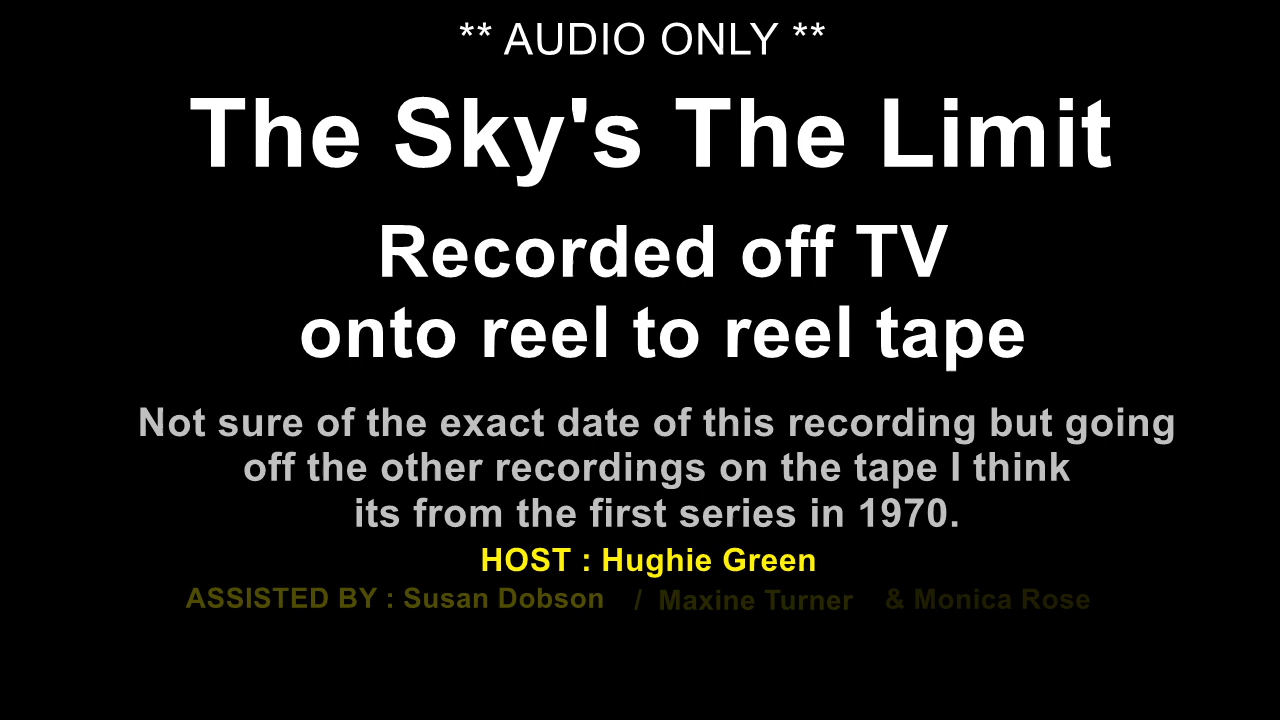 ** AUDIO ONLY **
The Sky's The Limit
Recorded off TV
onto reel to reel tape
Not sure of the exact date of this recording but going
off the other recordings on the tape I think
its from the first series in 1970.
HOST : Hughie Green
ASSISTED BY : Susan Dobson / Maxine Turner & Monica Rose